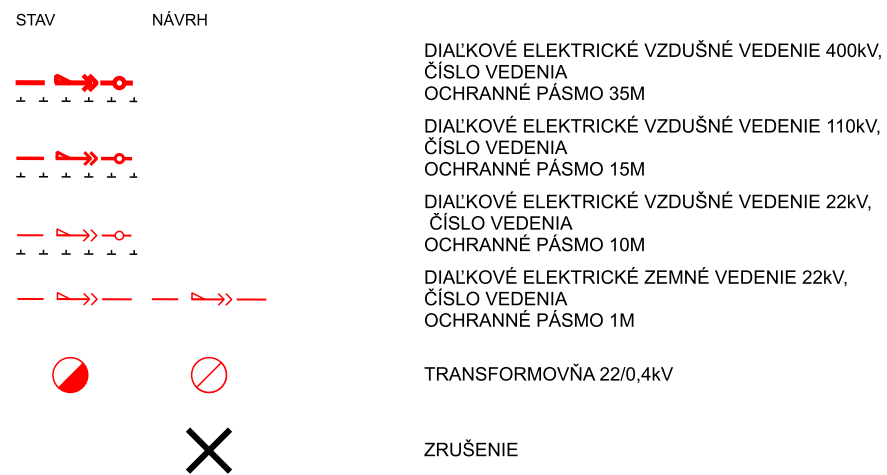 STAV NÁVRH
DIAĽKOVÉ ELEKTRICKÉ VZDUŠNÉ VEDENIE 400kV,
ČÍSLO VEDENIA
OCHRANNÉ PÁSMO 35M
DIAĽKOVÉ ELEKTRICKÉ VZDUŠNÉ VEDENIE 110kV,
ČÍSLO VEDENIA
OCHRANNÉ PÁSMO 15M
DIAĽKOVÉ ELEKTRICKÉ VZDUŠNÉ VEDENIE 22kV,
ČÍSLO VEDENIA
OCHRANNÉ PÁSMO 10M
DIAĽKOVÉ ELEKTRICKÉ ZEMNÉ VEDENIE 22kV,
ČÍSLO VEDENIA
OCHRANNÉ PÁSMO 1M
TRANSFORMOVŇA 22/0,4kV
ZRUŠENIE